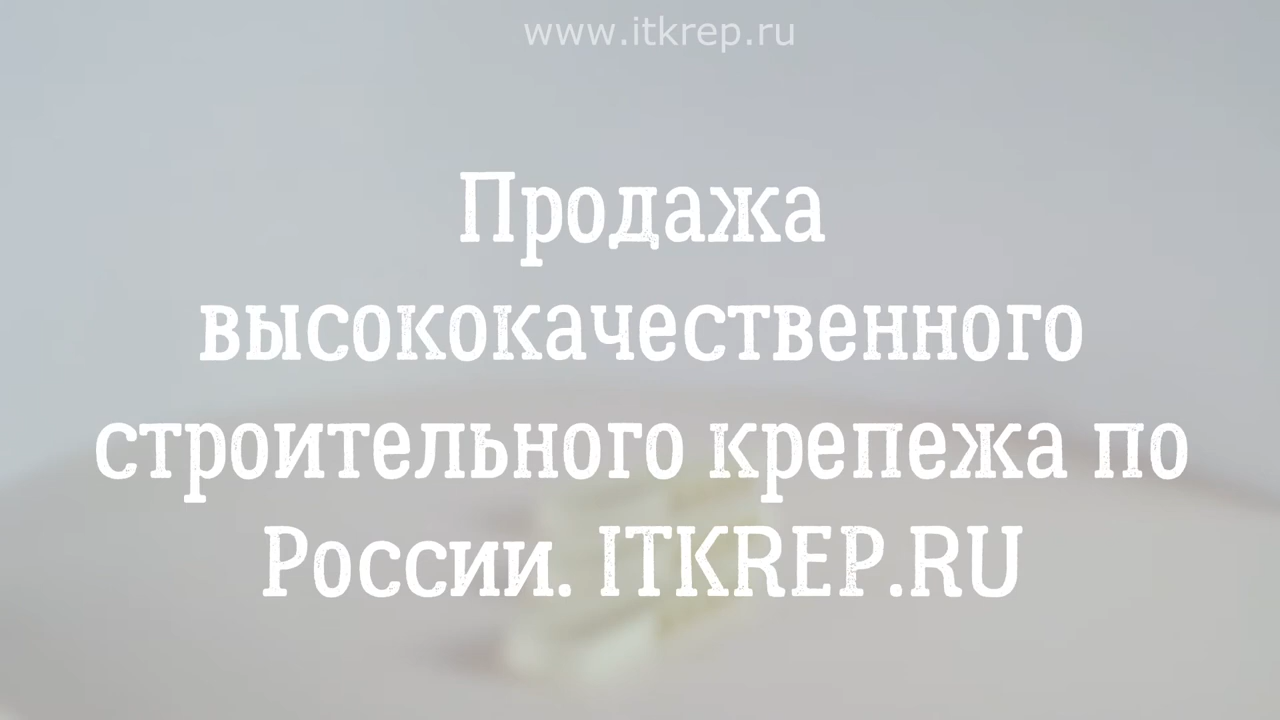 www.itkrep.ru
Продажа
высококачественного
строительного крепежа по
России. ITKREP.RU